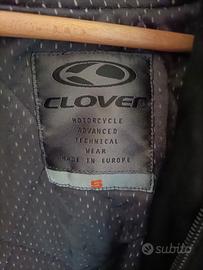 CLOVER
MOTORCYCLE
ADVANCED
TECHNICAL
WEAR
MADE IN EUROPE
S
subito